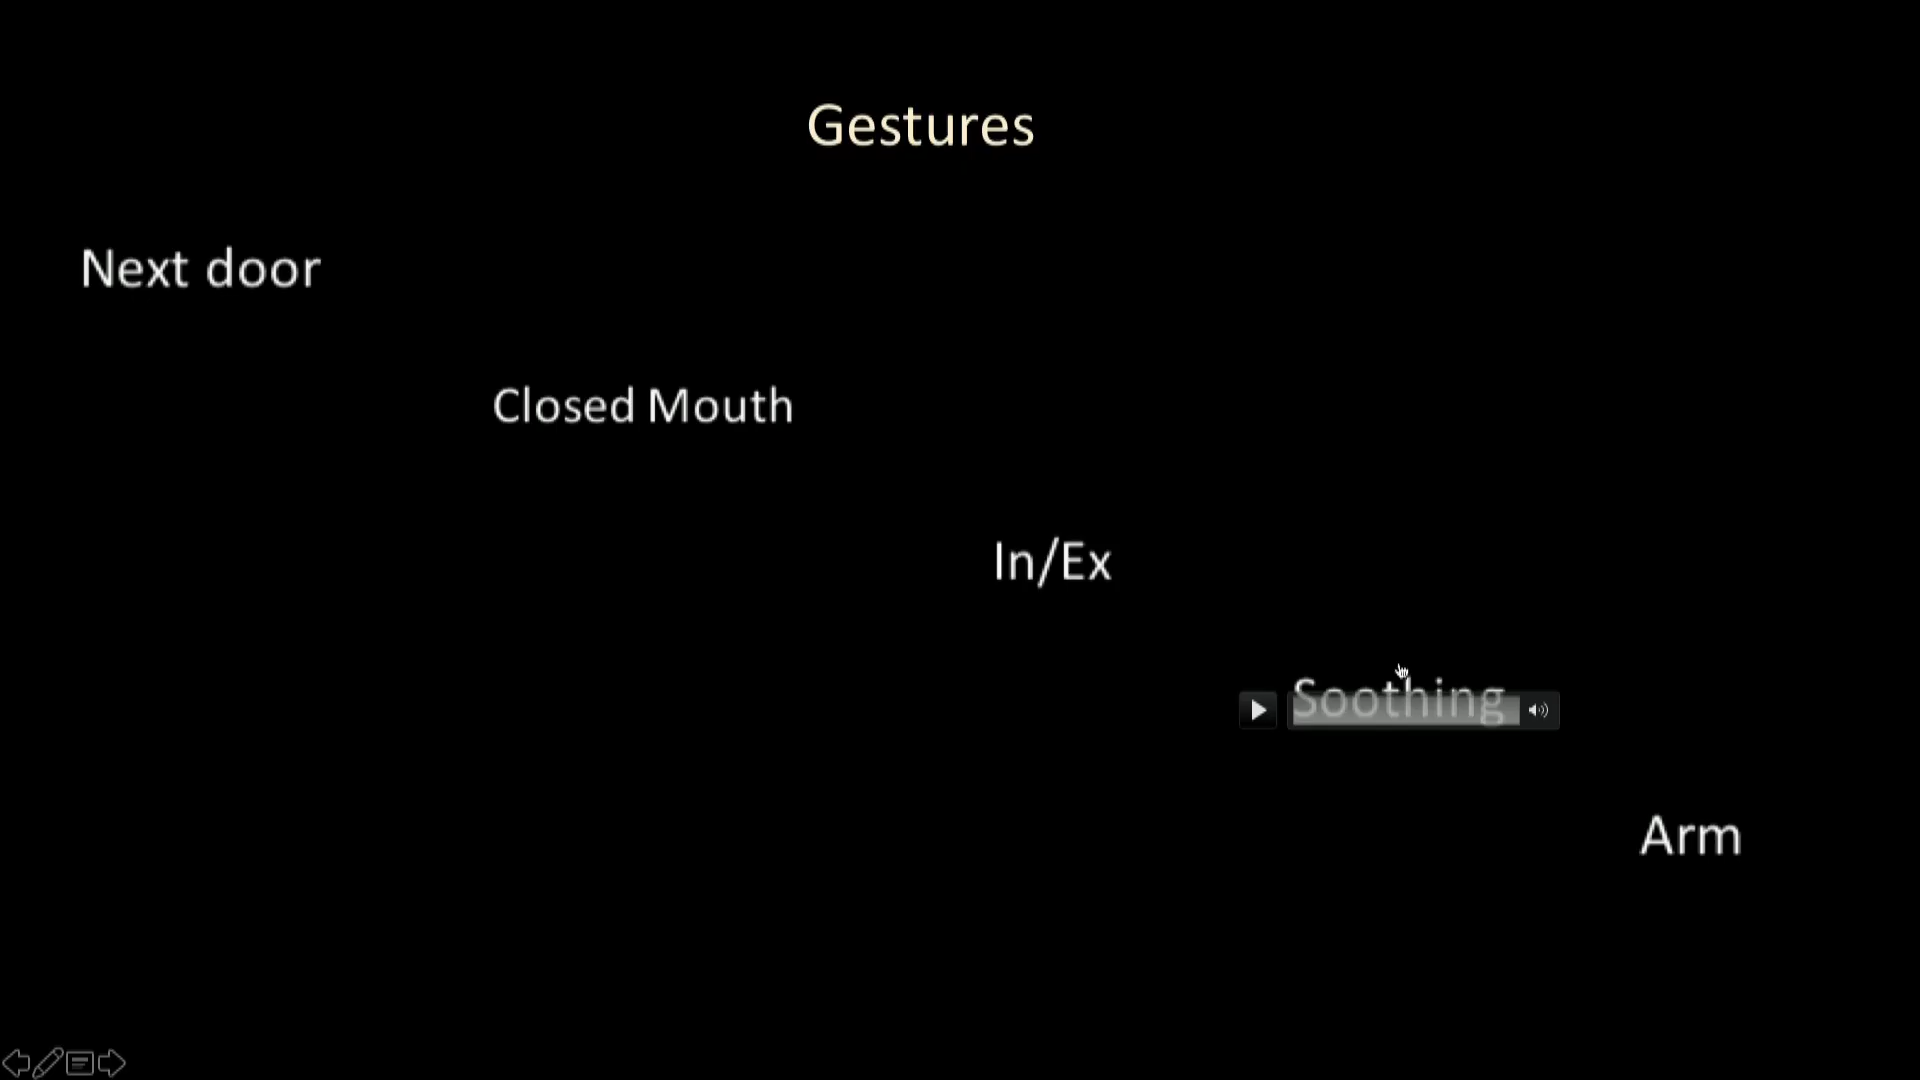 Gestures
Next door
Closed Mouth
In/Ex
Soothing
Arm